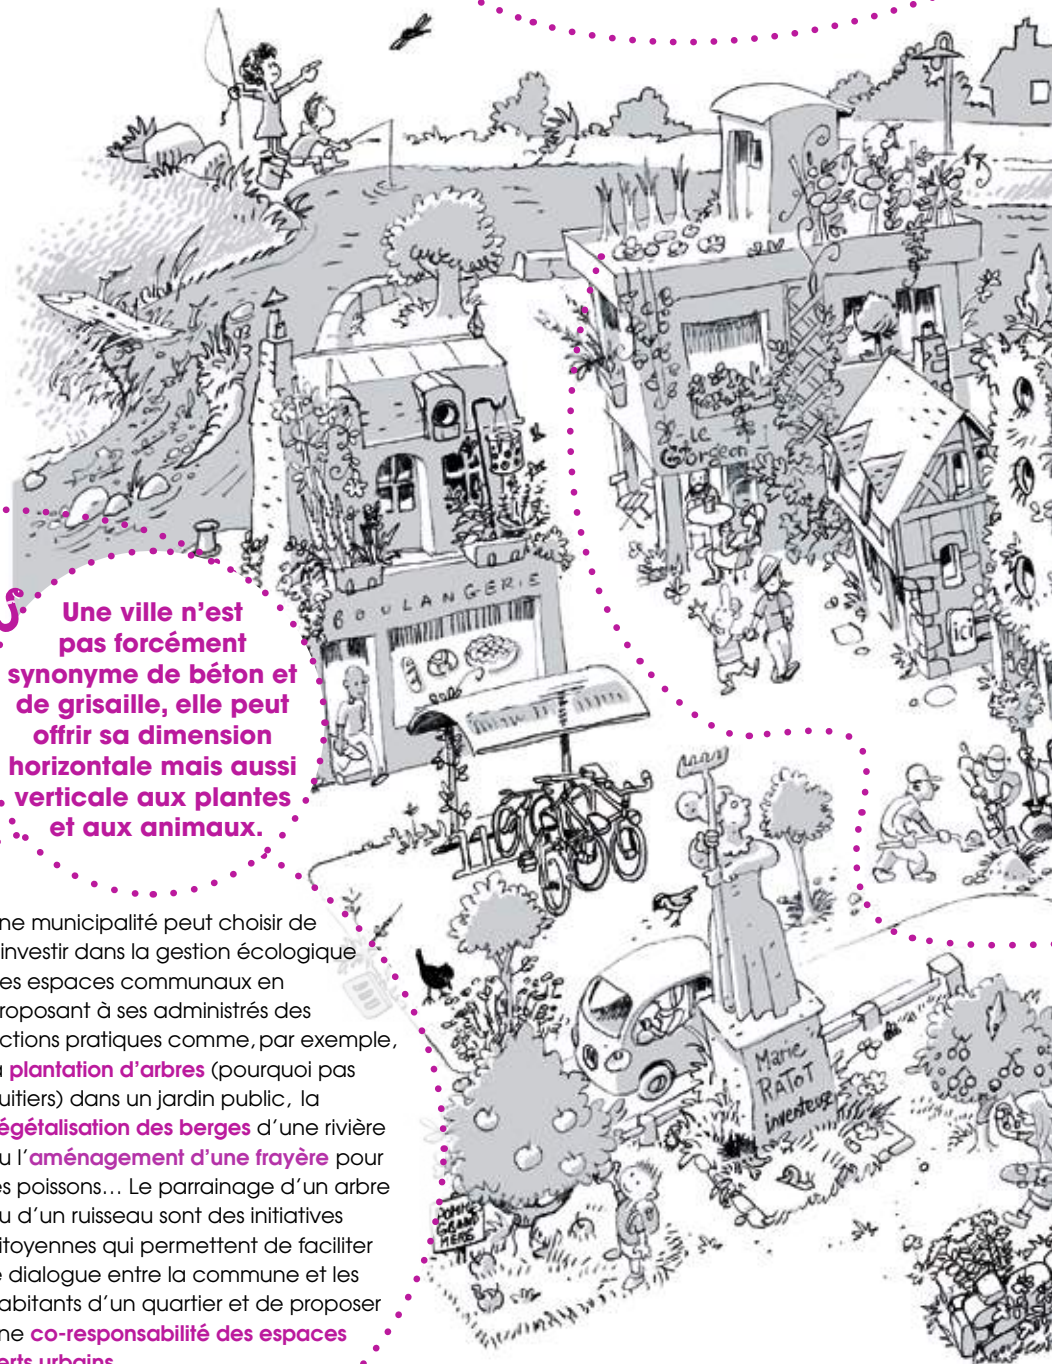 Une ville n’est
pas forcément
synonyme de béton et
de grisaille, elle peut
offrir sa dimension
horizontale mais aussi
verticale aux plantes
et aux animaux.
ne municipalité peut choisir de
investir dans la gestion écologique
es espaces communaux en
roposant à ses administrés des
ctions pratiques comme, par exemple,
a plantation d’arbres (pourquoi pas
uitiers) dans un jardin public, la
égétalisation des berges d’une rivière
u l’aménagement d’une frayère pour
es poissons... Le parrainage d’un arbre
u d’un ruisseau sont des initiatives
itoyennes qui permettent de faciliter
e dialogue entre la commune et les
abitants d’un quartier et de proposer
ne co-responsabilité des espaces
erts urbains
Le
Gorgeon
BOULANGERIE
ici
Marie
RATOT
inventeuse
GRAND